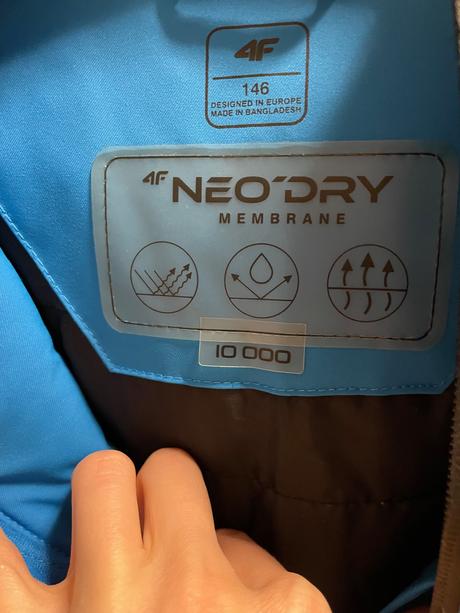 4F
146
DESIGNED IN EUROPE
MADE IN BANGLADESH
4F NEO'DRY
MEMBRANE
10 000